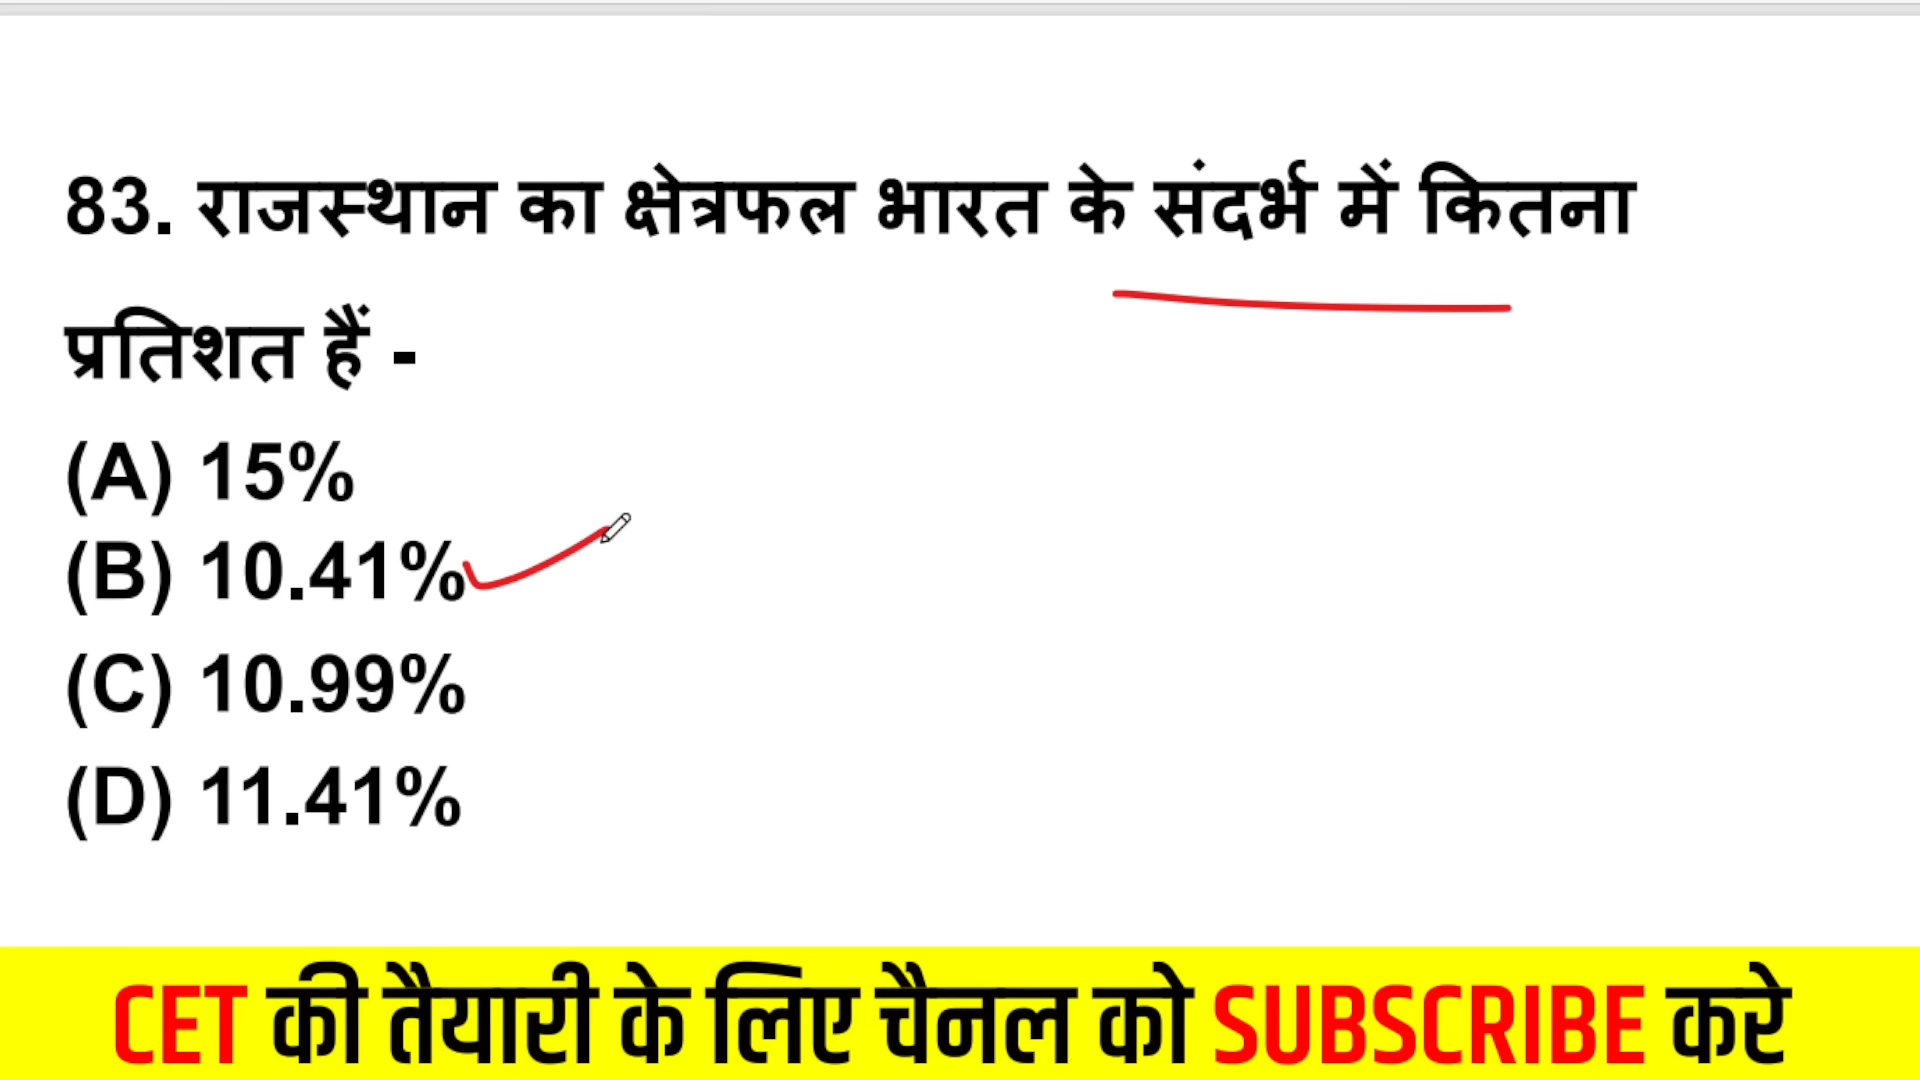 83. राजस्थान का क्षेत्रफल भारत के संदर्भ में कितना
प्रतिशत हैं -
(A) 15%
(B) 10.41%
(C) 10.99%
(D) 11.41%
CET की तैयारी के लिए चैनल को SUBSCRIBE करे